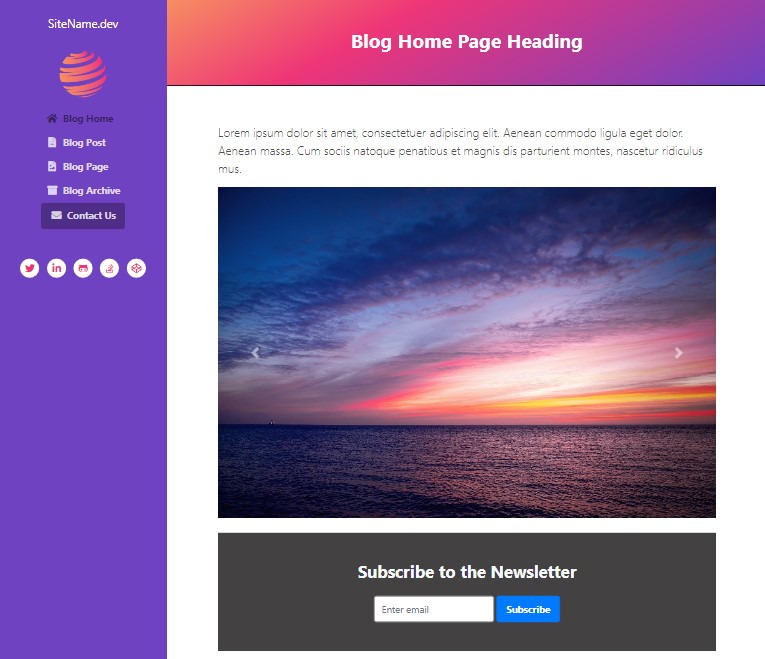 SiteName.dev
Blog Home
Blog Post
Blog Page
Blog Archive
Contact Us
Blog Home Page Heading
Lorem ipsum dolor sit amet, consectetuer adipiscing elit. Aenean commodo ligula eget dolor.
Aenean massa. Cum sociis natoque penatibus et magnis dis parturient montes, nascetur ridiculus
mus.
Subscribe to the Newsletter
Enter email
Subscribe